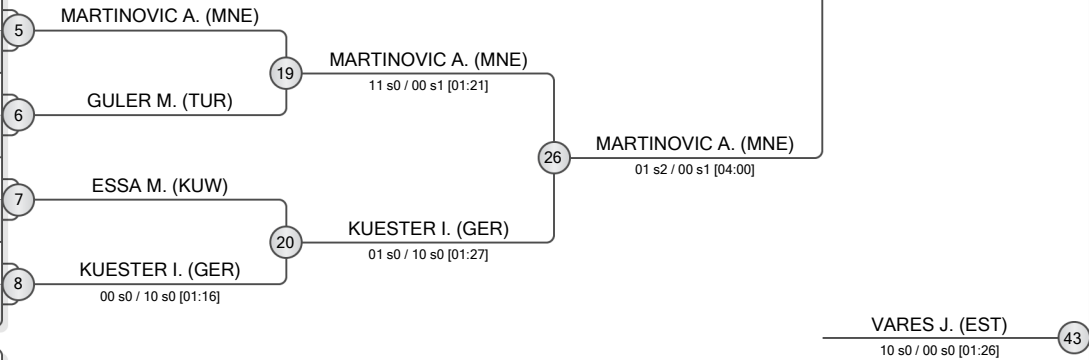 MARTINOVIC A. (MNE)
5
MARTINOVIC A. (MNE)
19
11 s0 / 00 s1 [01:21]
GULER M. (TUR)
6
MARTINOVIC A. (MNE)
26
01 s2 / 00 s1 [04:00]
ESSA M. (KUW)
7
KUESTER I. (GER)
20
01 s0 / 10 s0 [01:27]
KUESTER I. (GER)
8
00 s0 / 10 s0 [01:16]
VARES J. (EST)
43
10 s0 / 00 s0 [01:26]